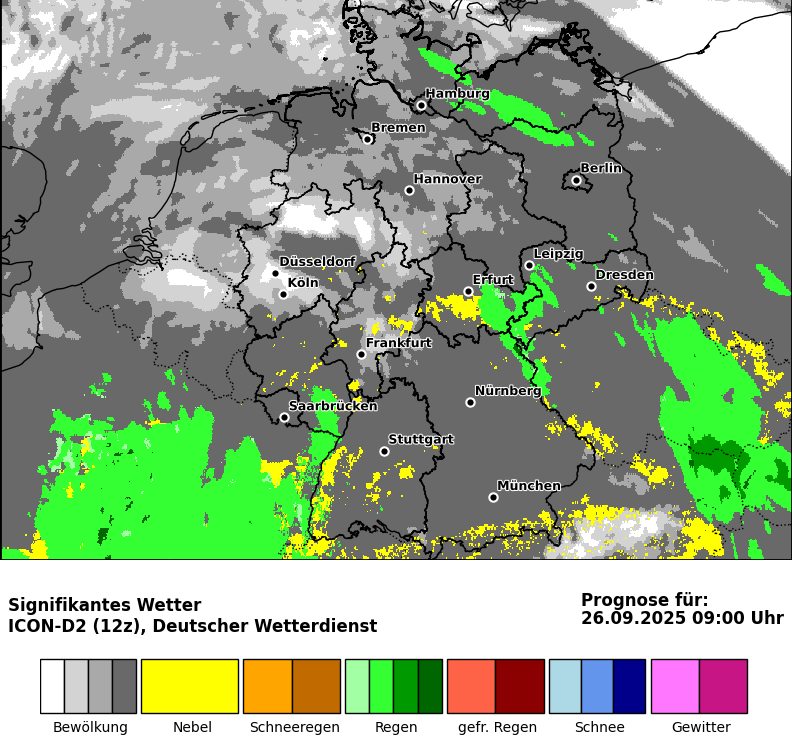 Hamburg
Bremen
Berlin
Hannover
Leipzig
Düsseldorf
Dresden
Köln
Erfurt
Frankfurt
Nürnberg
Saarbrücken
Stuttgart
München
Signifikantes Wetter
ICON-D2 (12z), Deutscher Wetterdienst
Prognose für:
26.09.2025 09:00 Uhr
Bewölkung Nebel Schneeregen Regen gefr. Regen Schnee Gewitter